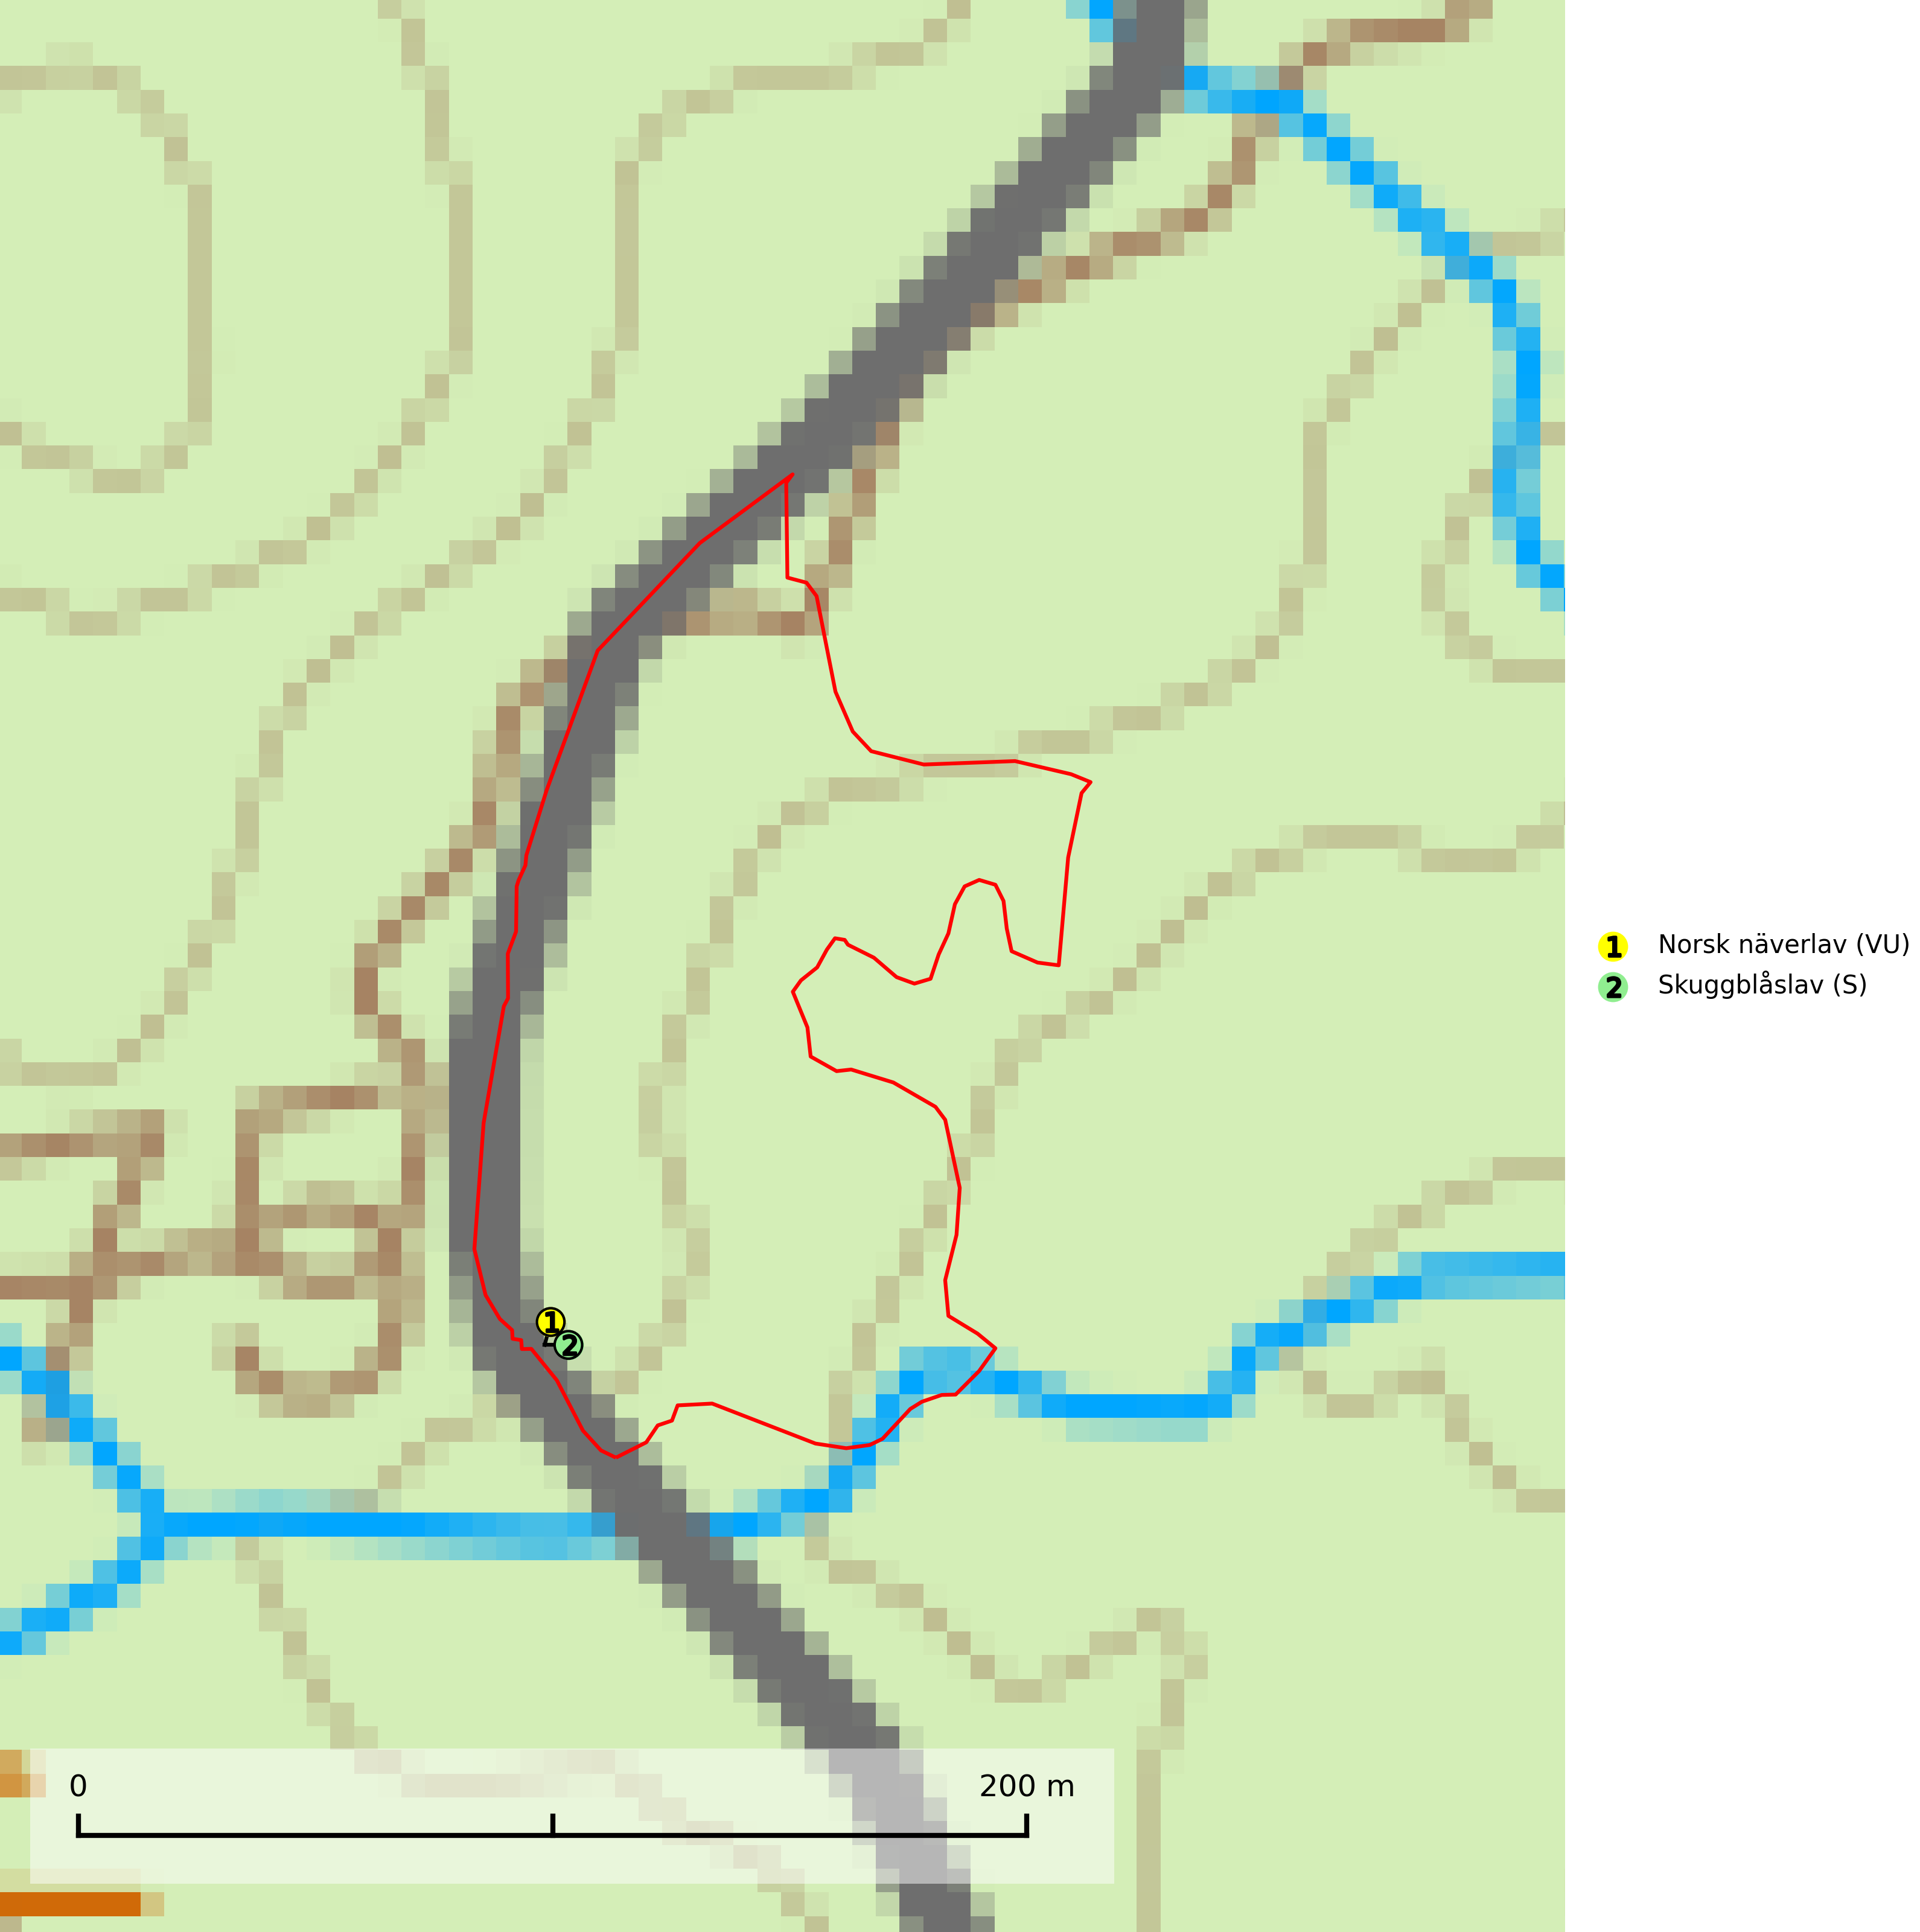 1
2
1 Norsk näverlav (VU)
2 Skuggblåslav (S)
0 200 m